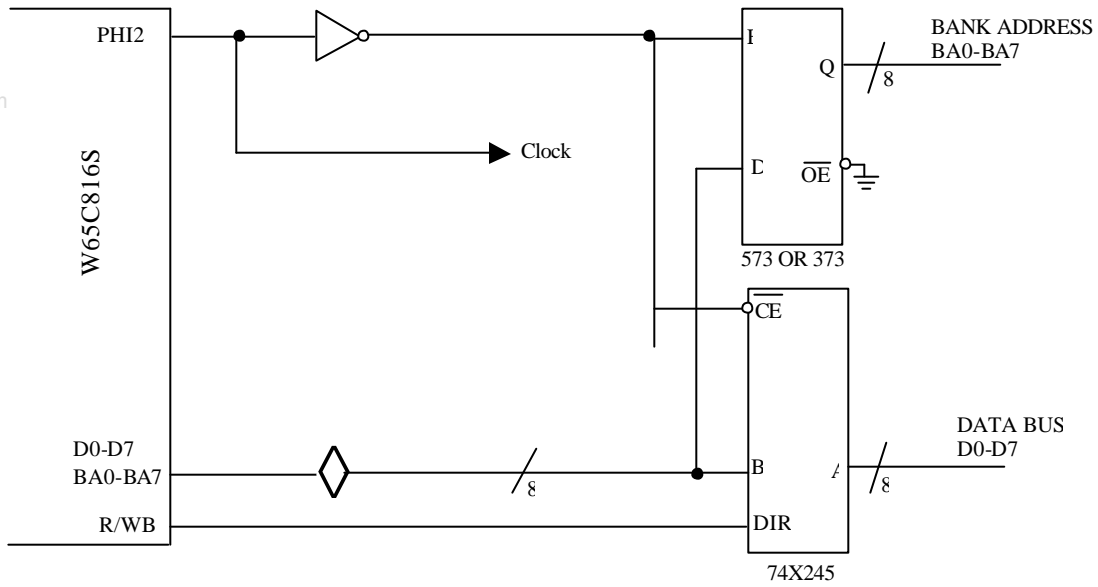 PHI2
BANK ADDRESS
BA0-BA7
Q
8
n
Clock
D
OE
W65C816S
573 OR 373
CE
D0-D7
BA0-BA7
8
B
DATA BUS
D0-D7
8
R/WB
DIR
74X245